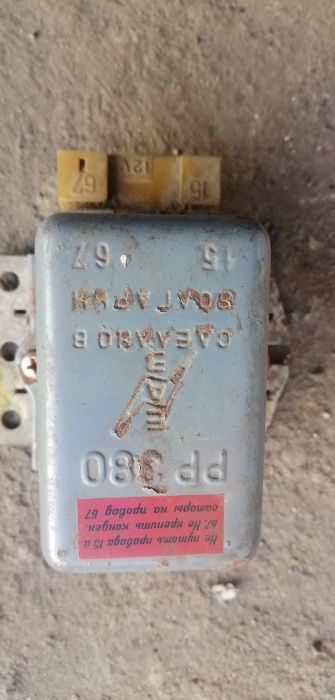 Не путать провода 15 и
67. Не крепить конден.
саторы на провод 67
РР 380
СДЕЛАНО В
БОЛГАРИИ
15 67
15 12V 67